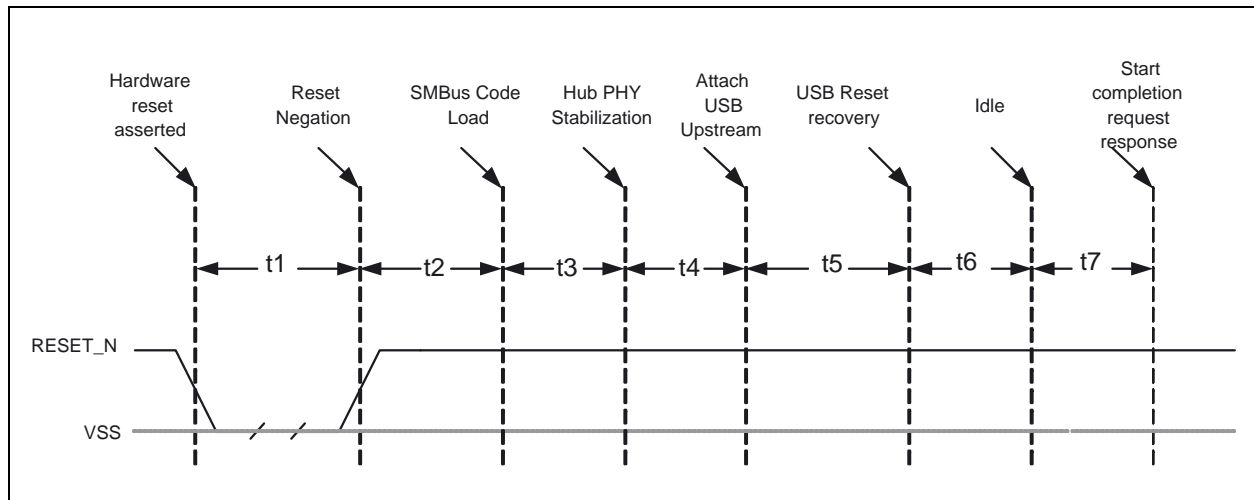 Hardware
reset
asserted
Reset
Negation
SMBus Code
Load
Hub PHY
Stabilization
Attach
USB
Upstream
USB Reset
recovery
Idle
Start
completion
request
response
t1
t2
t3
t4
t5
t6
t7
RESET_N
VSS